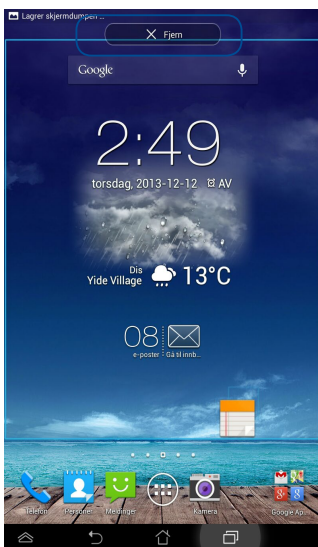 Lagrer skjermdumpen ...
Fjern
Google
2:49
torsdag, 2013-12-12 AV
Dis
Yide Village
13°C
08
e-poster
Gå til innb...
Telefon
Personer...
Meldinger
Kamera
Google Ap...